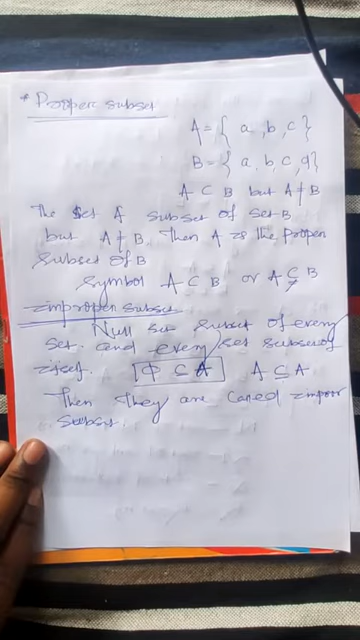 * Proper subset
A = { a, b, c }
B = { a, b, c, d }
A ⊂ B but A ≠ B
The Set A subset of set B
but A ≠ B. Then A is the proper
subset of B
Symbol A ⊂ B or A ⊊ B
improper subset
Null set subset of every
set. and every set subset of
itself. Φ ⊆ A A ⊆ A
Then they are called impor
subset.